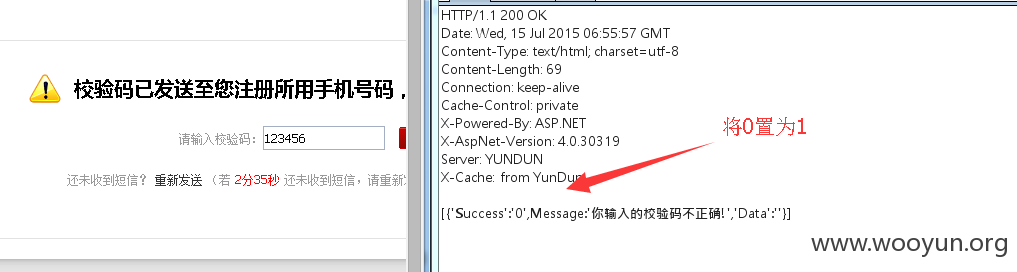 校验码已发送至您注册所用手机号码，
请输入校验码： 123456
还未收到短信？ 重新发送 （若 2分35秒 还未收到短信，请重新发
HTTP/1.1 200 OK
Date: Wed, 15 Jul 2015 06:55:57 GMT
Content-Type: text/html; charset=utf-8
Content-Length: 69
Connection: keep-alive
Cache-Control: private
X-Powered-By: ASP.NET
X-AspNet-Version: 4.0.30319
Server: YUNDUN
X-Cache: from YunDun
将0置为1
[{'Success':'0',Message:'你输入的校验码不正确!','Data':''}]
www.wooyun.org